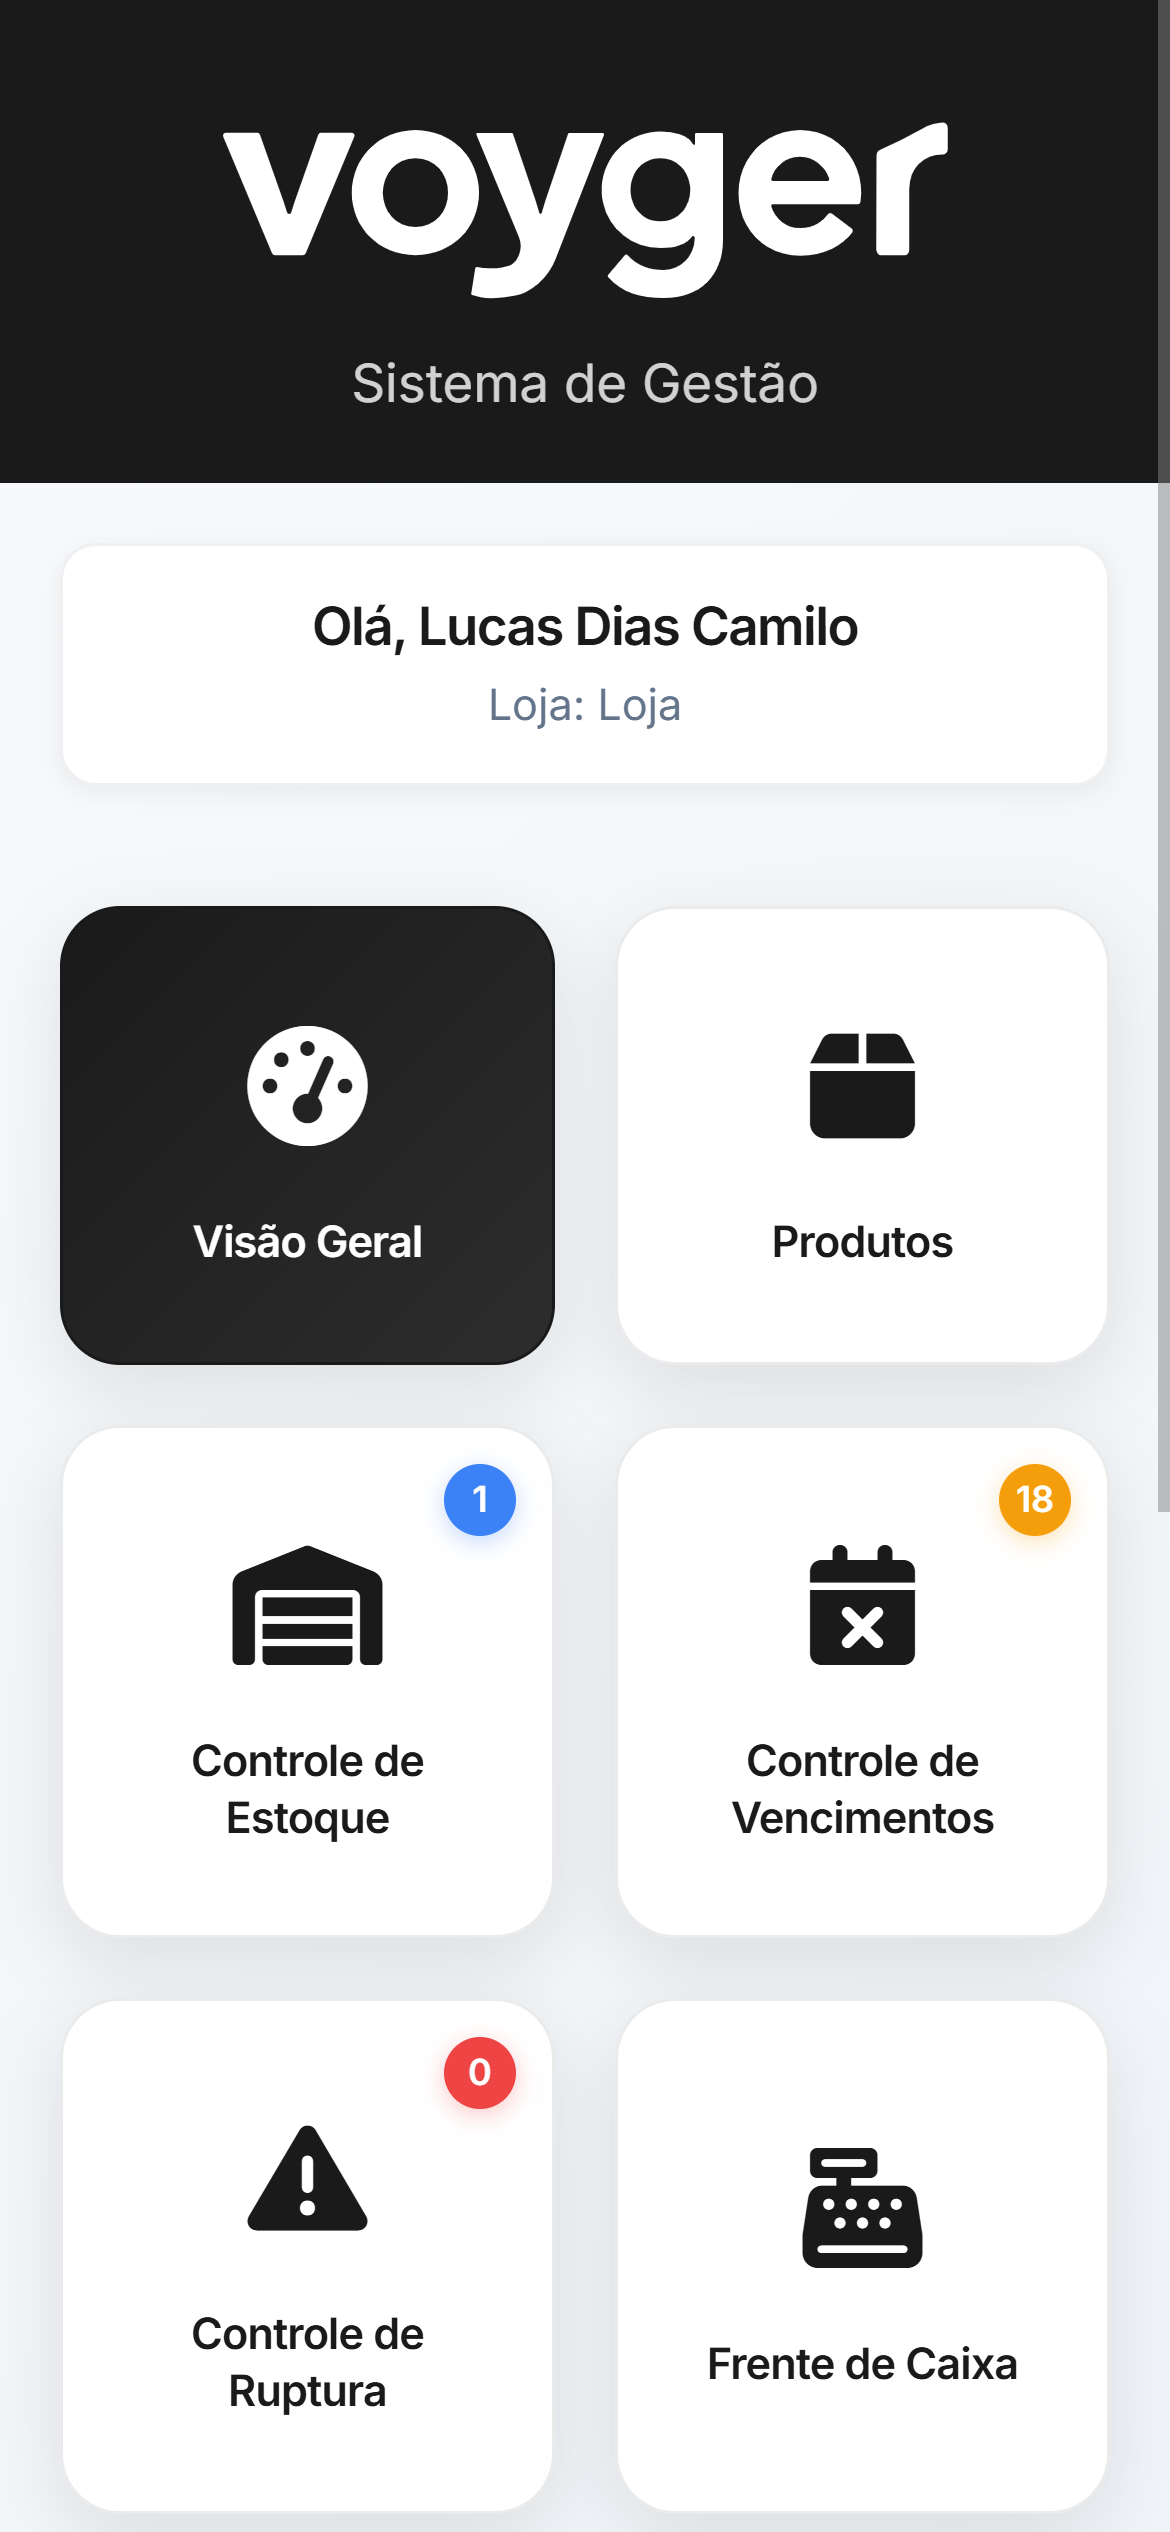 voyger
Sistema de Gestão
Olá, Lucas Dias Camilo
Loja: Loja
Visão Geral
Produtos
1
Controle de
Estoque
18
Controle de
Vencimentos
0
Controle de
Ruptura
Frente de Caixa